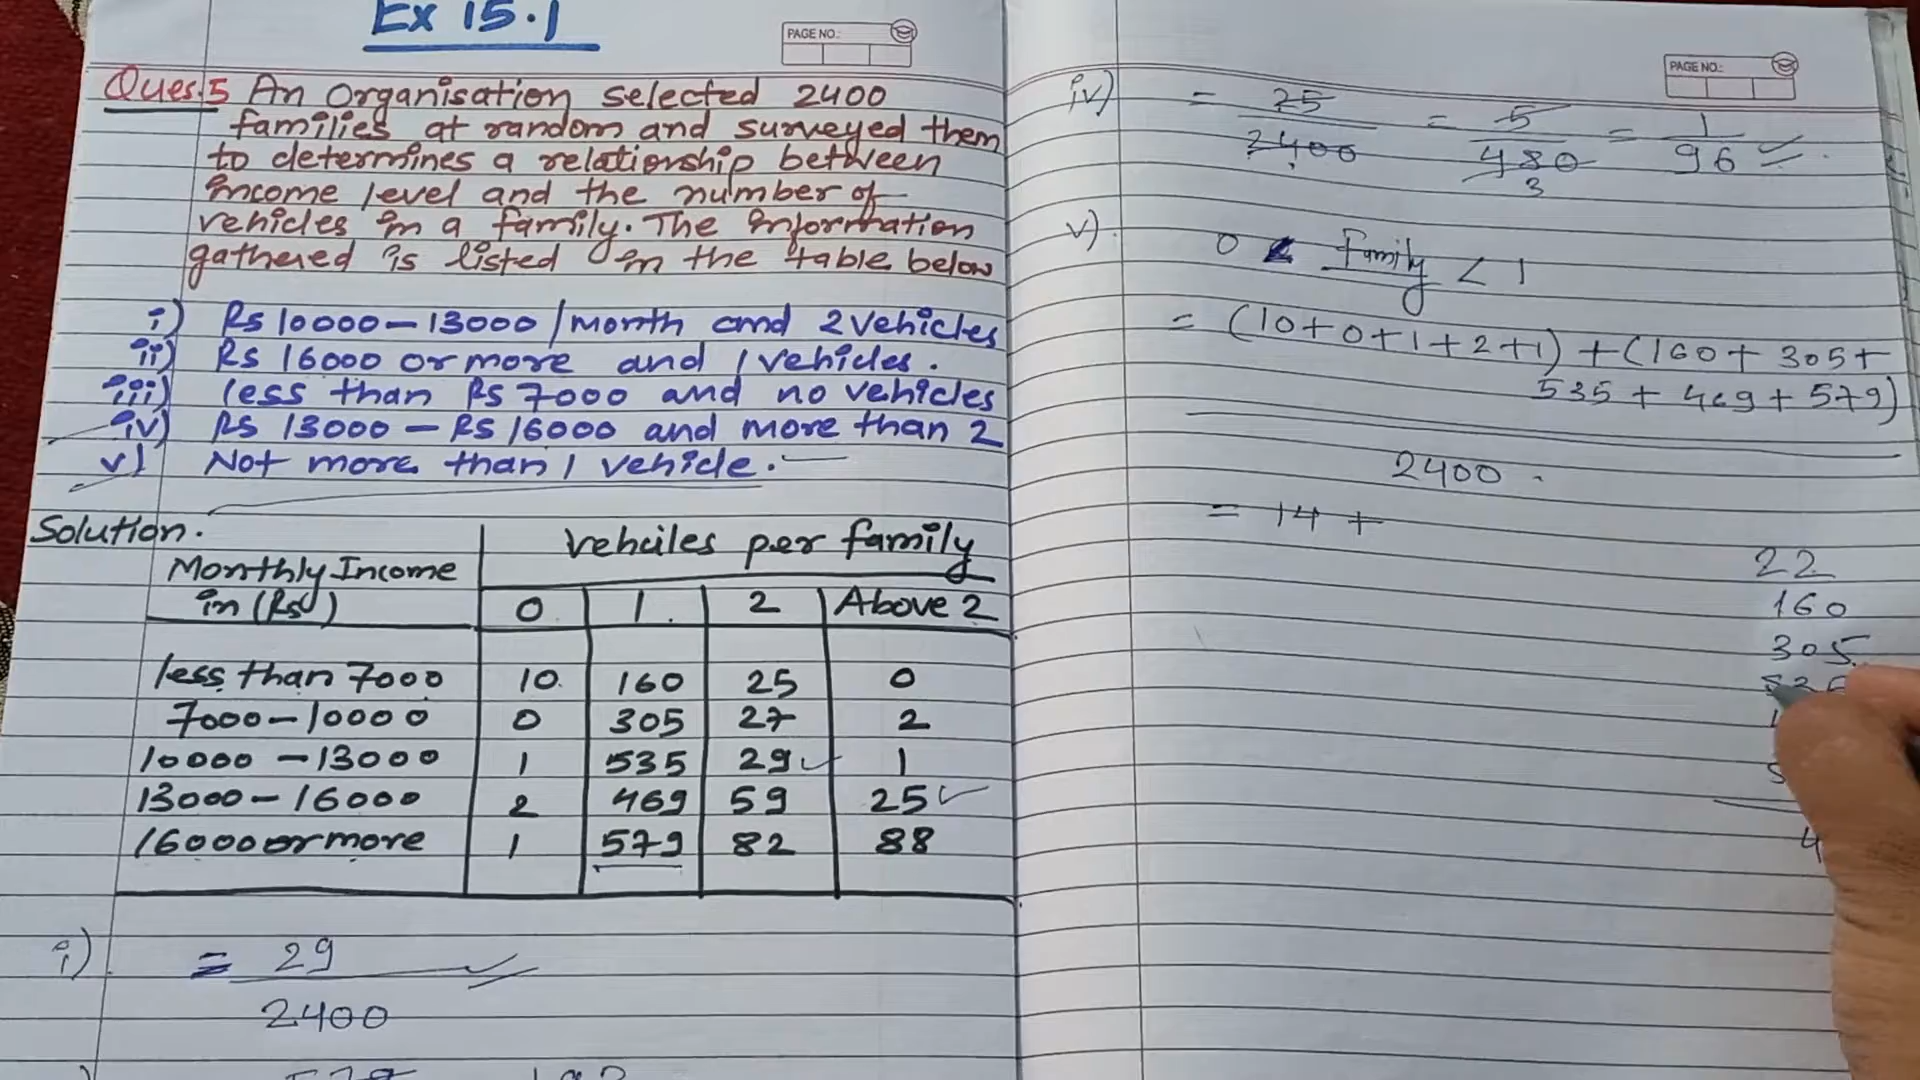 Ex 15.1
PAGE NO.:
Ques.5 An Organisation selected 2400
families at random and surveyed them
to determines a relationship between
income level and the number of
vehicles in a family. The information
gathered is listed in the table below
i) Rs 10000-13000/month and 2 vehicles
ii) Rs 16000 or more and 1 vehicles.
iii) less than Rs 7000 and no vehicles
iv) Rs 13000 - Rs 16000 and more than 2
v) Not more than 1 vehicle.
Solution.
Monthly Income in (Rs) Vehciles per family
0 1 2 Above 2
less than 7000 10 160 25 0
7000-10000 0 305 27 2
10000-13000 1 535 29 1
13000-16000 2 469 59 25
16000 or more 1 579 82 88
i) = 29
2400
PAGE NO.:
iv) = 25 = 5 = 1
2400 480 96
3
v) 0 Family < 1
= (10+0+1+2+1) + (160 + 305 +
535 + 469 + 579)
2400
= 14 +
22
160
305
4